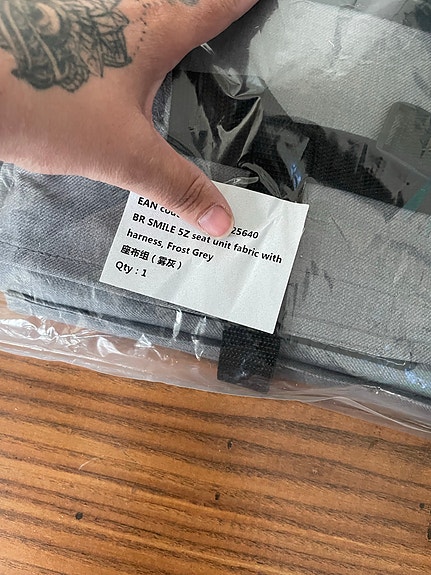 EAN code 25640
BR SMILE 5Z seat unit fabric with
harness, Frost Grey
座布组（雾灰）
Qty：1